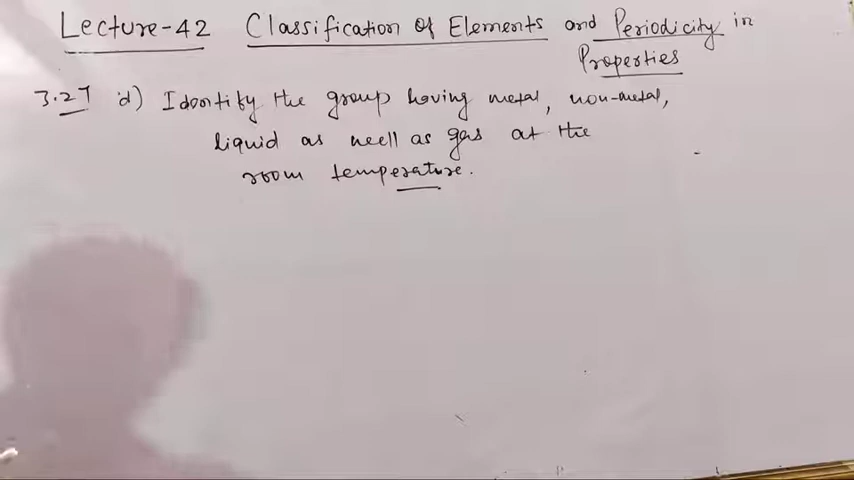 Lecture-42 Classification of Elements and Periodicity in
Properties
3.27 d) Identify the group having metal, non-metal,
liquid as well as gas at the
room temperature.